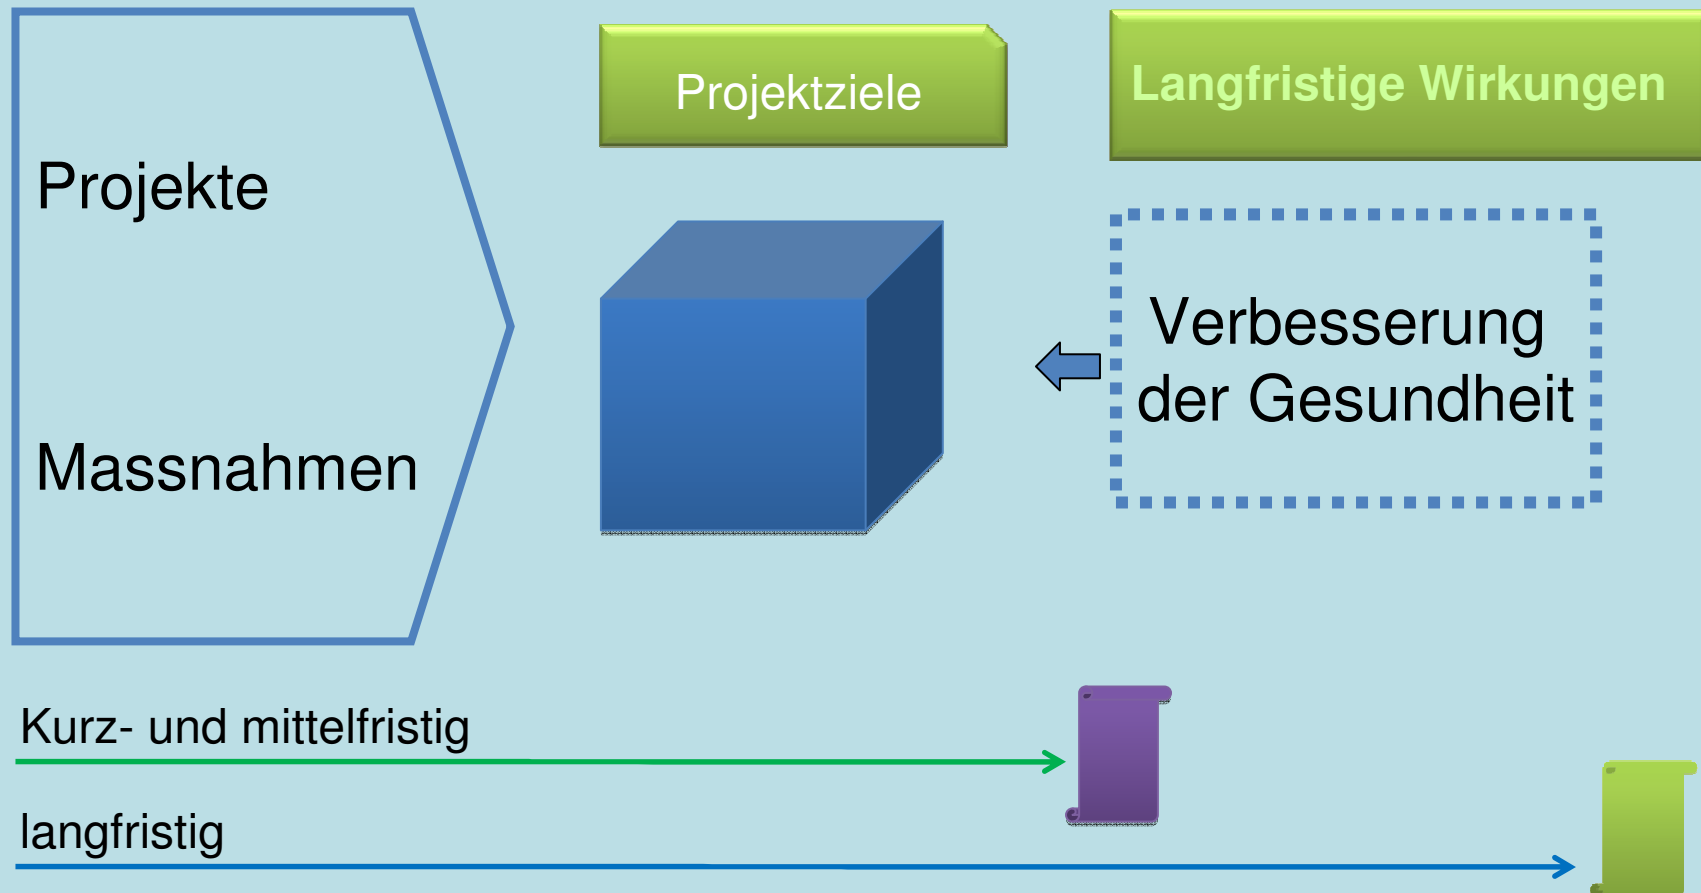 Projekte
Massnahmen
Projektziele
Langfristige Wirkungen
Verbesserung
der Gesundheit
Kurz- und mittelfristig
langfristig